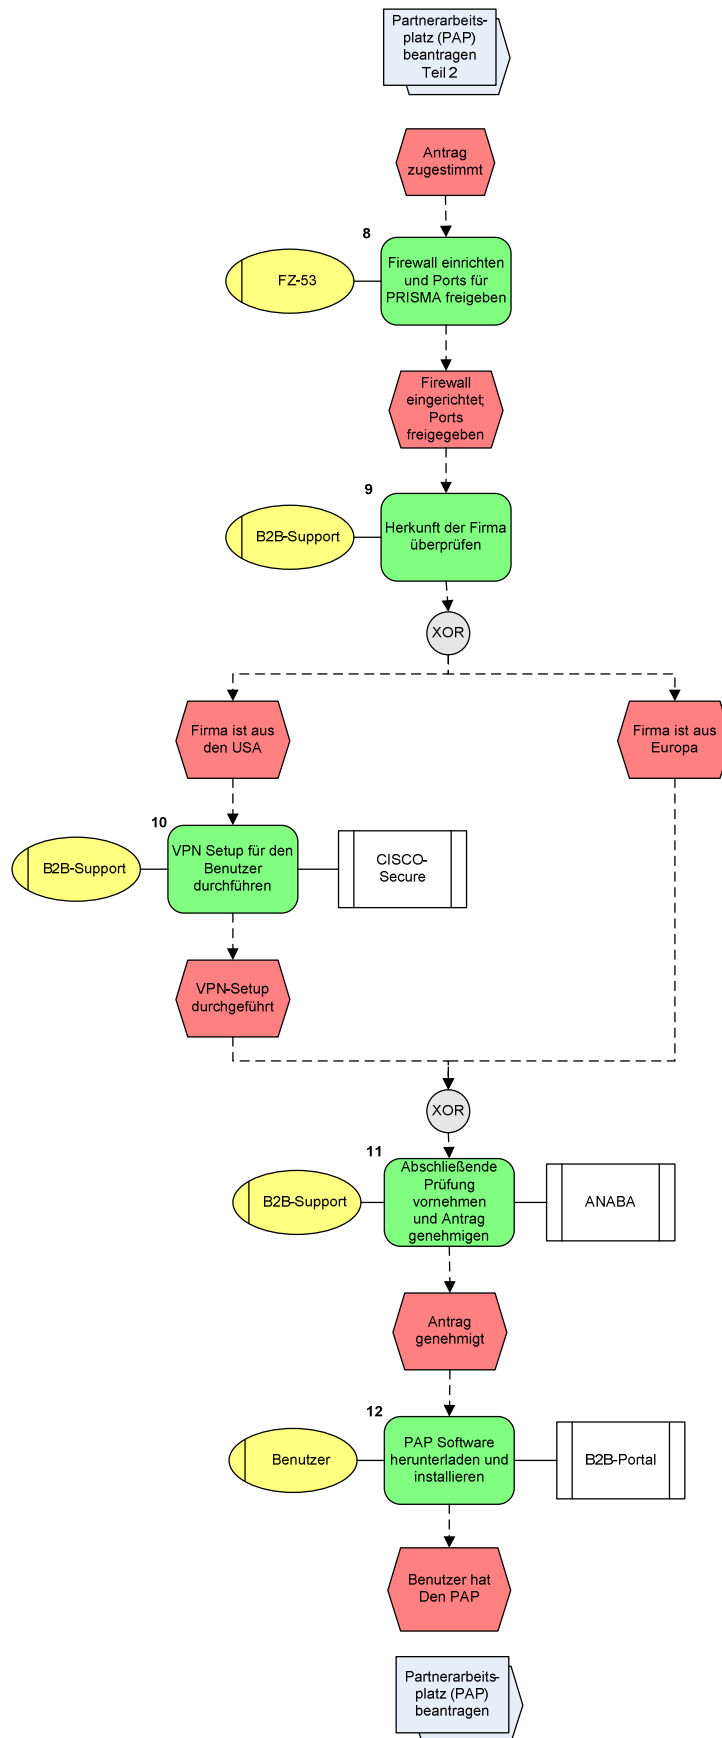 Partnerarbeits-
platz (PAP)
beantragen
Teil 2
Antrag
zugestimmt
8
FZ-53
Firewall einrichten
und Ports für
PRISMA freigeben
Firewall
eingerichtet;
Ports
freigegeben
9
B2B-Support
Herkunft der Firma
überprüfen
XOR
Firma ist aus
den USA
Firma ist aus
Europa
10
B2B-Support
VPN Setup für den
Benutzer
durchführen
CISCO-
Secure
VPN-Setup
durchgeführt
XOR
11
B2B-Support
Abschließende
Prüfung
vornehmen
und Antrag
genehmigen
ANABA
Antrag
genehmigt
12
Benutzer
PAP Software
herunterladen und
installieren
B2B-Portal
Benutzer hat
Den PAP
Partnerarbeits-
platz (PAP)
beantragen